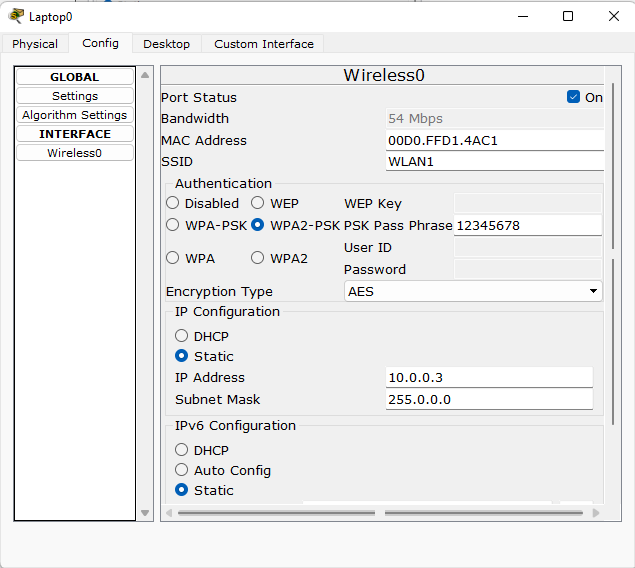 Laptop0
Physical Config Desktop Custom Interface
GLOBAL
Settings
Algorithm Settings
INTERFACE
Wireless0
Wireless0
Port Status On
Bandwidth 54 Mbps
MAC Address 00D0.FFD1.4AC1
SSID WLAN1
Authentication
Disabled WEP WEP Key
WPA-PSK WPA2-PSK PSK Pass Phrase 12345678
User ID
WPA WPA2
Password
Encryption Type AES
IP Configuration
DHCP
Static
IP Address 10.0.0.3
Subnet Mask 255.0.0.0
IPv6 Configuration
DHCP
Auto Config
Static